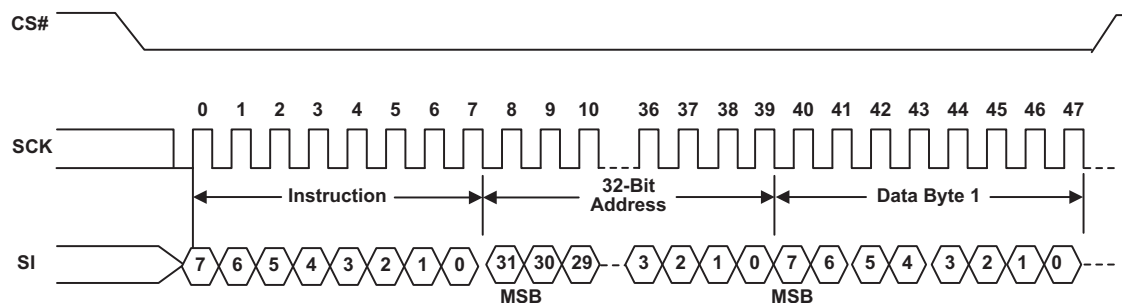 CS#
0 1 2 3 4 5 6 7 8 9 10 36 37 38 39 40 41 42 43 44 45 46 47
SCK
Instruction
32-Bit
Address
Data Byte 1
SI
7 6 5 4 3 2 1 0 31 30 29 3 2 1 0 7 6 5 4 3 2 1 0
MSB MSB